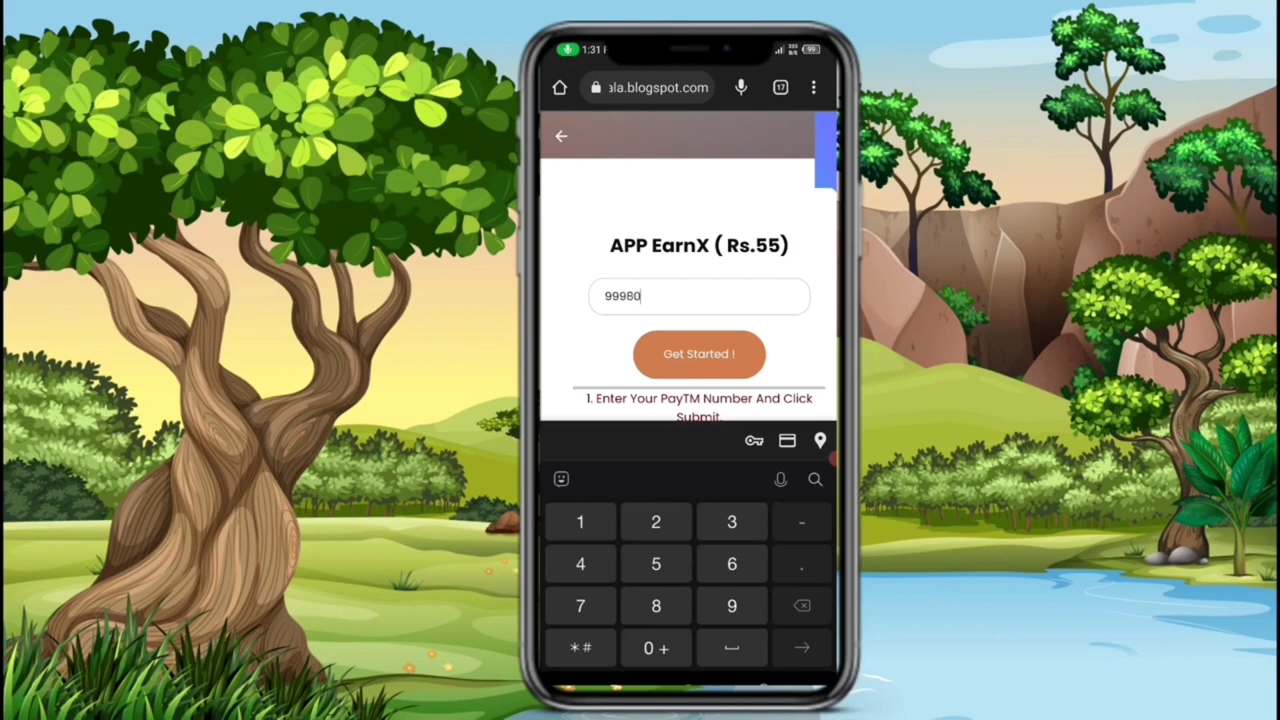 1:31
99
ala.blogspot.com
17
APP EarnX ( Rs.55)
99980
Get Started !
1. Enter Your PayTM Number And Click
Submit.
1 2 3 -
4 5 6 .
7 8 9
*# 0 +